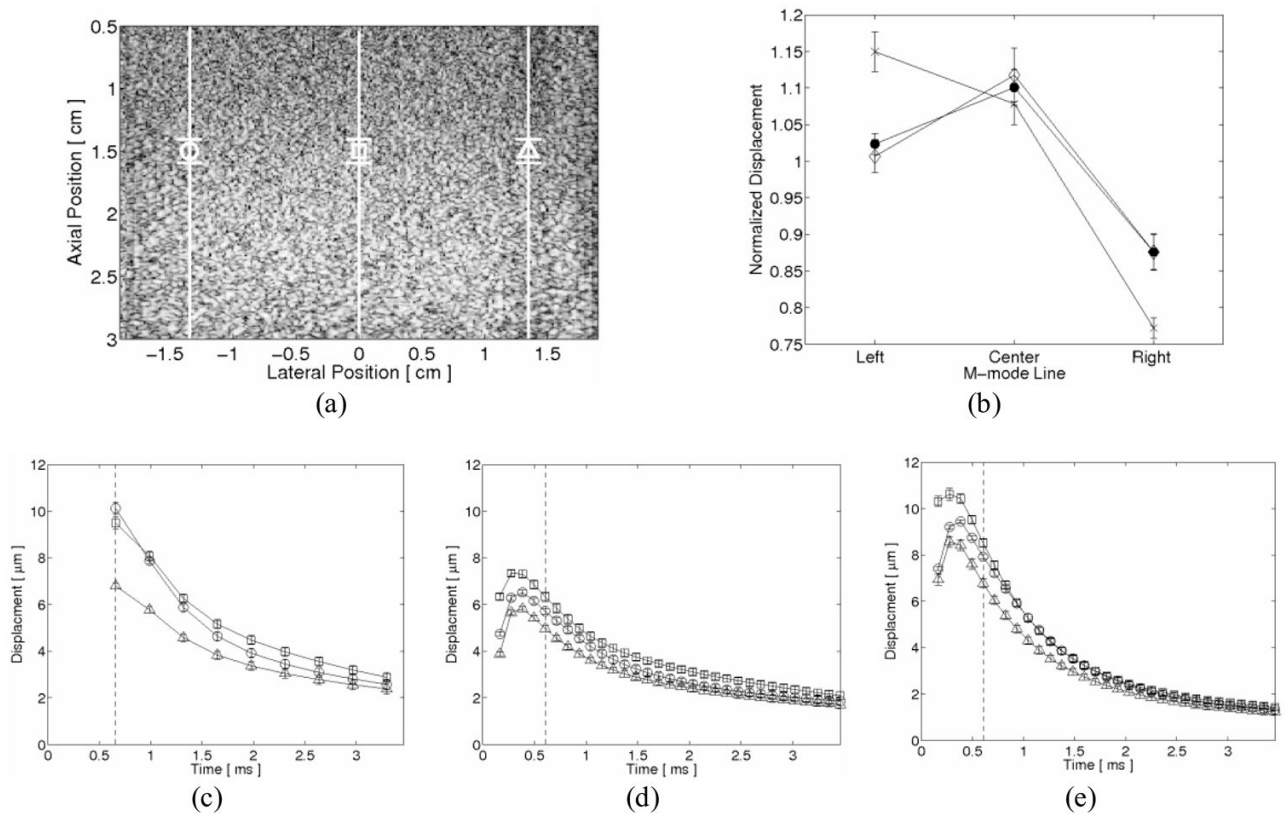 0.5
1
1.5
2
2.5
3
Axial Position [ cm ]
−1.5 −1 −0.5 0 0.5 1 1.5
Lateral Position [ cm ]
(a)
1.2
1.15
1.1
1.05
1
0.95
0.9
0.85
0.8
0.75
Normalized Displacement
Left Center Right
M−mode Line
(b)
12
10
8
6
4
2
0
Displacment [ μm ]
0 0.5 1 1.5 2 2.5 3
Time [ ms ]
(c)
12
10
8
6
4
2
0
Displacment [ μm ]
0 0.5 1 1.5 2 2.5 3
Time [ ms ]
(d)
12
10
8
6
4
2
0
Displacment [ μm ]
0 0.5 1 1.5 2 2.5 3
Time [ ms ]
(e)